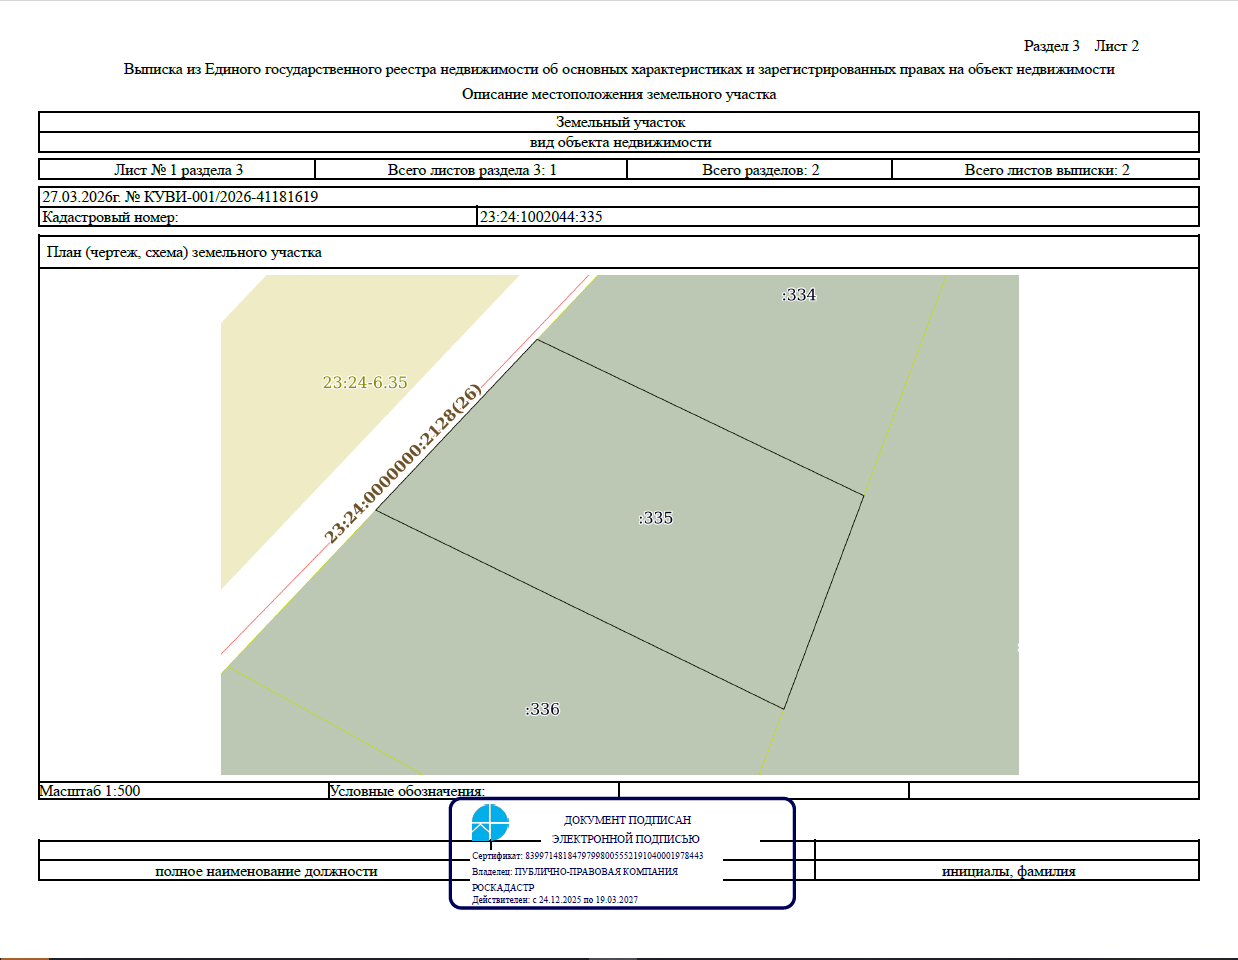 Раздел 3 Лист 2
Выписка из Единого государственного реестра недвижимости об основных характеристиках и зарегистрированных правах на объект недвижимости
Описание местоположения земельного участка
Земельный участок
вид объекта недвижимости
Лист № 1 раздела 3 Всего листов раздела 3: 1 Всего разделов: 2 Всего листов выписки: 2
27.03.2026г. № КУВИ-001/2026-41181619
Кадастровый номер: 23:24:1002044:335
План (чертеж, схема) земельного участка
:334
23:24-6.35
23:24:0000000:2128(26)
:335
:336
Масштаб 1:500 Условные обозначения:
ДОКУМЕНТ ПОДПИСАН
ЭЛЕКТРОННОЙ ПОДПИСЬЮ
Сертификат: 83997148184797998005552191040001978443
Владелец: ПУБЛИЧНО-ПРАВОВАЯ КОМПАНИЯ
РОСКАДАСТР
Действителен: с 24.12.2025 по 19.03.2027
полное наименование должности инициалы, фамилия